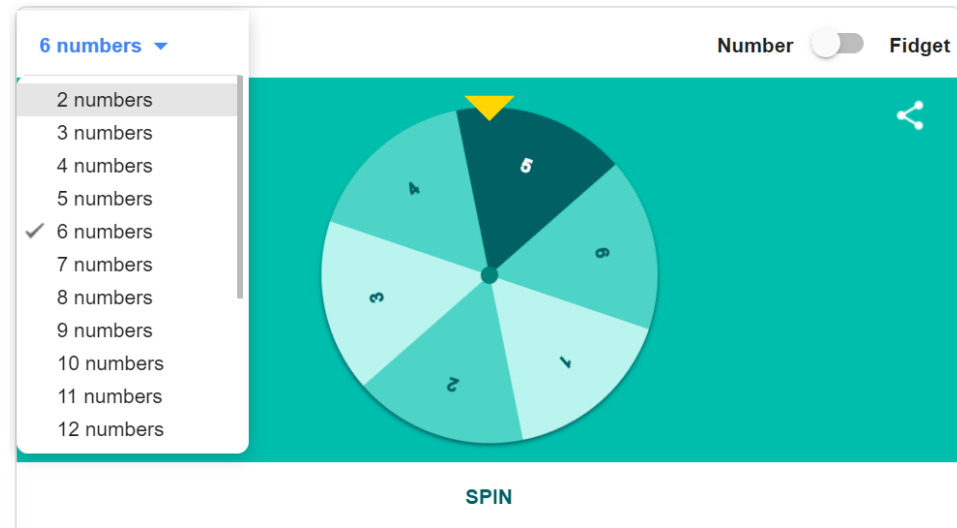 6 numbers
Number
Fidget
2 numbers
3 numbers
4 numbers
5 numbers
6 numbers
7 numbers
8 numbers
9 numbers
10 numbers
11 numbers
12 numbers
5
4
6
3
1
2
SPIN